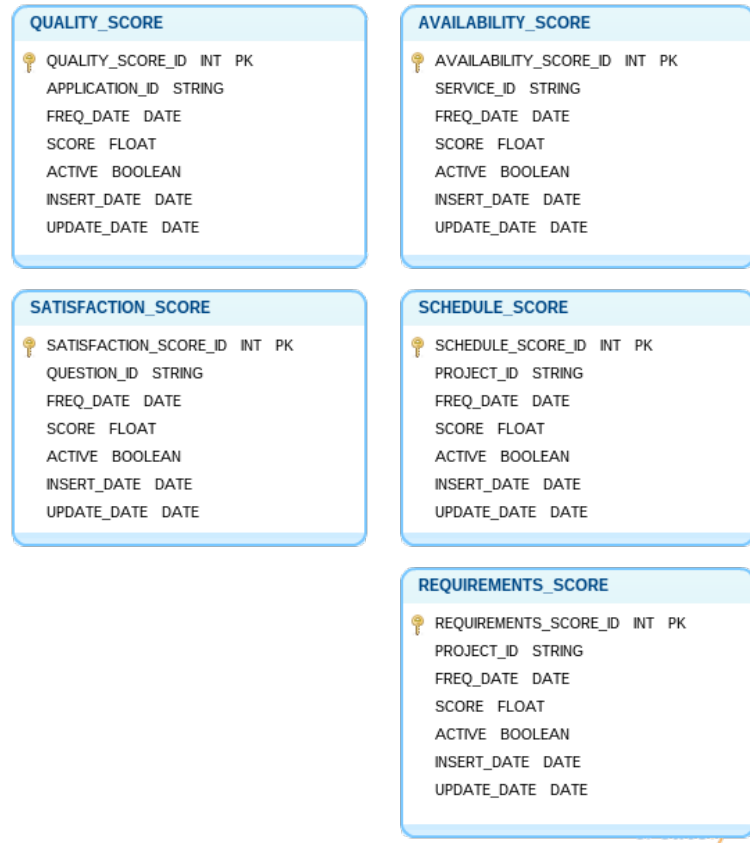 QUALITY_SCORE
QUALITY_SCORE_ID INT PK
APPLICATION_ID STRING
FREQ_DATE DATE
SCORE FLOAT
ACTIVE BOOLEAN
INSERT_DATE DATE
UPDATE_DATE DATE
AVAILABILITY_SCORE
AVAILABILITY_SCORE_ID INT PK
SERVICE_ID STRING
FREQ_DATE DATE
SCORE FLOAT
ACTIVE BOOLEAN
INSERT_DATE DATE
UPDATE_DATE DATE
SATISFACTION_SCORE
SATISFACTION_SCORE_ID INT PK
QUESTION_ID STRING
FREQ_DATE DATE
SCORE FLOAT
ACTIVE BOOLEAN
INSERT_DATE DATE
UPDATE_DATE DATE
SCHEDULE_SCORE
SCHEDULE_SCORE_ID INT PK
PROJECT_ID STRING
FREQ_DATE DATE
SCORE FLOAT
ACTIVE BOOLEAN
INSERT_DATE DATE
UPDATE_DATE DATE
REQUIREMENTS_SCORE
REQUIREMENTS_SCORE_ID INT PK
PROJECT_ID STRING
FREQ_DATE DATE
SCORE FLOAT
ACTIVE BOOLEAN
INSERT_DATE DATE
UPDATE_DATE DATE